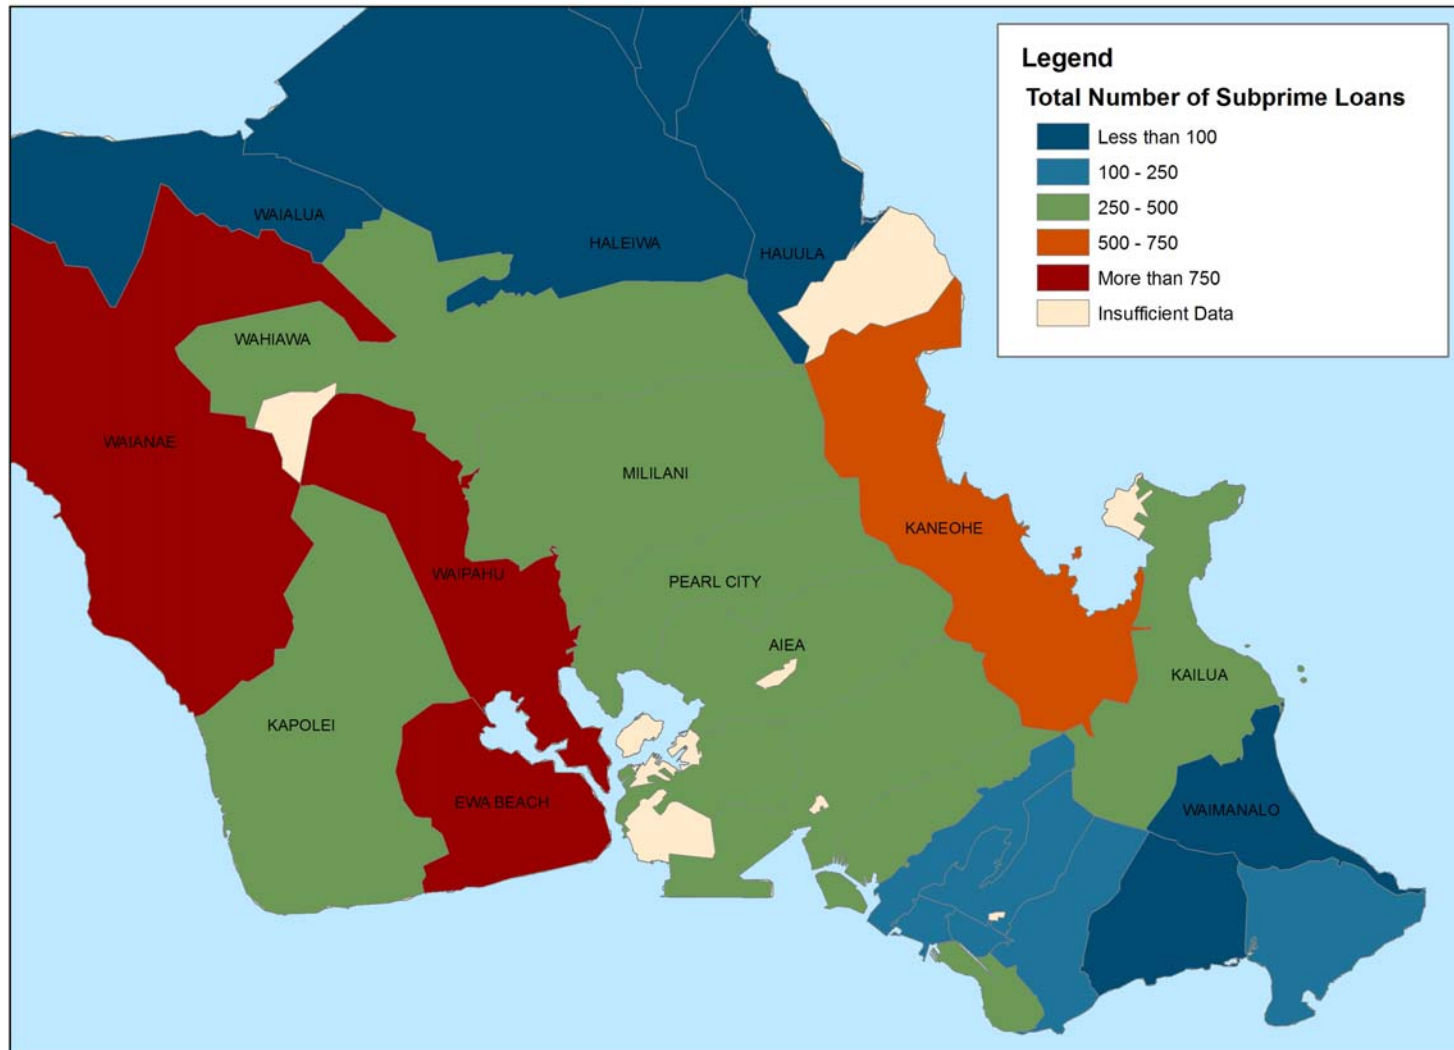 Legend
Total Number of Subprime Loans
Less than 100
100 - 250
250 - 500
500 - 750
More than 750
Insufficient Data
WAIALUA
HALEIWA
HAUULA
WAHIAWA
WAIANAE
MILILANI
KANEOHE
WAIPAHU
PEARL CITY
AIEA
KAILUA
KAPOLEI
EWA BEACH
WAIMANALO